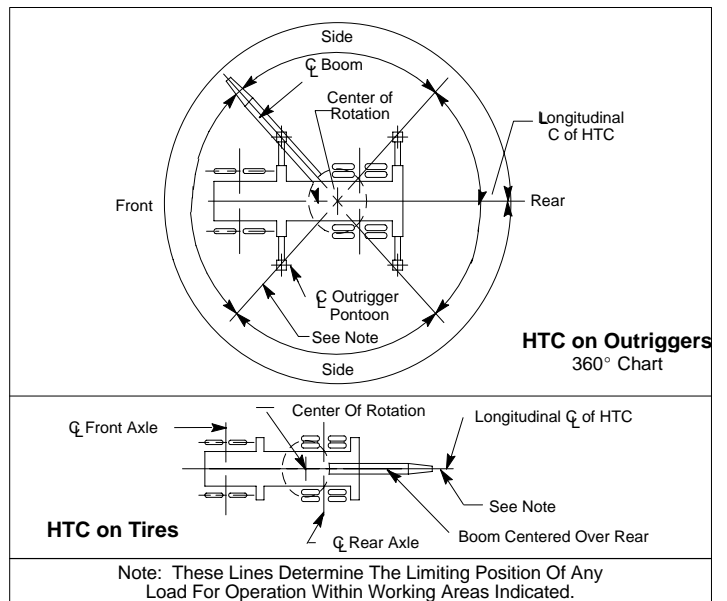 Side
℄ Boom
Center of
Rotation
Longitudinal
℄ of HTC
Front
Rear
℄ Outrigger
Pontoon
See Note
HTC on Outriggers
360° Chart
Side
Center Of Rotation
Longitudinal ℄ of HTC
℄ Front Axle
See Note
HTC on Tires
Boom Centered Over Rear
℄ Rear Axle
Note: These Lines Determine The Limiting Position Of Any
Load For Operation Within Working Areas Indicated.